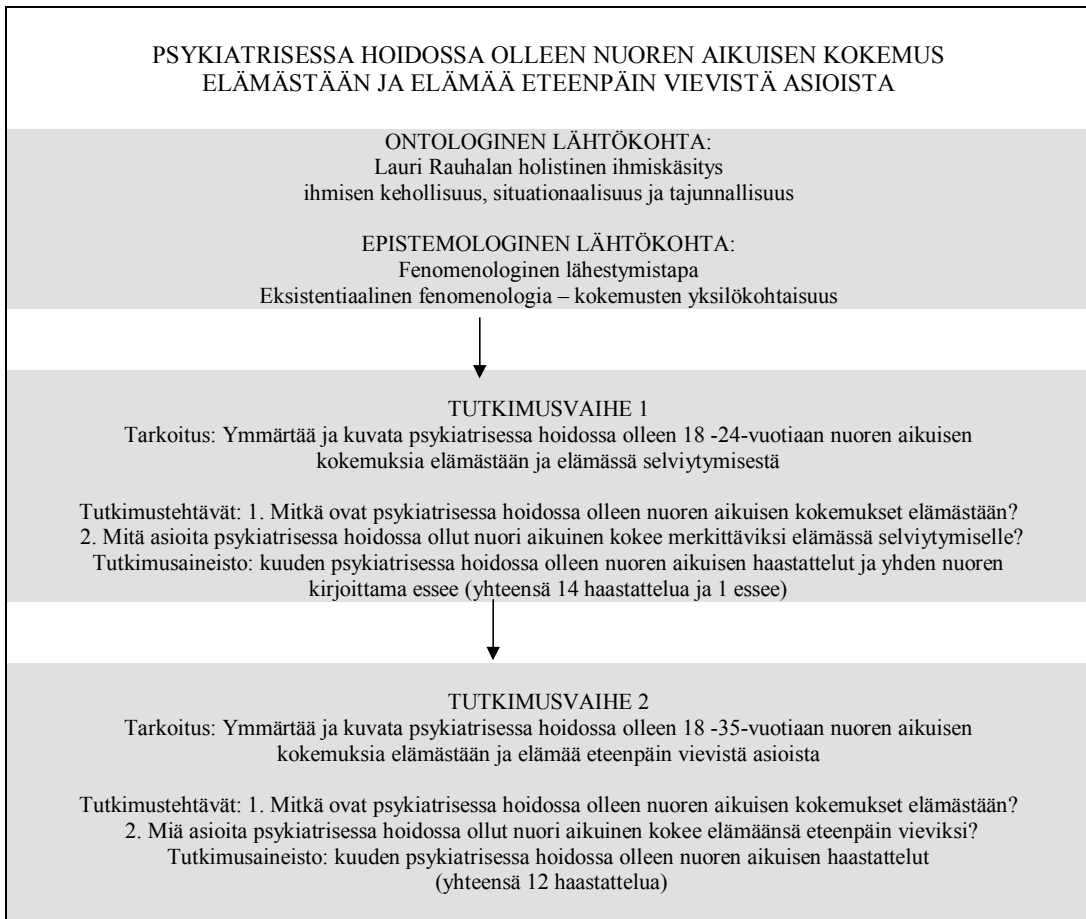 PSYKIATRISESSA HOIDOSSA OLLEEN NUOREN AIKUISEN KOKEMUS
ELÄMÄSTÄÄN JA ELÄMÄÄ ETEENPÄIN VIEVISTÄ ASIOISTA
ONTOLOGINEN LÄHTÖKOHTA:
Lauri Rauhalan holistinen ihmiskäsitys
ihmisen kehollisuus, situationaalisuus ja tajunnallisuus
EPISTEMOLOGINEN LÄHTÖKOHTA:
Fenomenologinen lähestymistapa
Eksistentiaalinen fenomenologia – kokemusten yksilökohtaisuus
TUTKIMUSVAIHE 1
Tarkoitus: Ymmärtää ja kuvata psykiatrisessa hoidossa olleen 18 -24-vuotiaan nuoren aikuisen
kokemuksia elämästään ja elämässä selviytymisestä
Tutkimustehtävät: 1. Mitkä ovat psykiatrisessa hoidossa olleen nuoren aikuisen kokemukset elämästään?
2. Mitä asioita psykiatrisessa hoidossa ollut nuori aikuinen kokee merkittäviksi elämässä selviytymiselle?
Tutkimusaineisto: kuuden psykiatrisessa hoidossa olleen nuoren aikuisen haastattelut ja yhden nuoren
kirjoittama essee (yhteensä 14 haastattelua ja 1 essee)
TUTKIMUSVAIHE 2
Tarkoitus: Ymmärtää ja kuvata psykiatrisessa hoidossa olleen 18 -35-vuotiaan nuoren aikuisen
kokemuksia elämästään ja elämää eteenpäin vievistä asioista
Tutkimustehtävät: 1. Mitkä ovat psykiatrisessa hoidossa olleen nuoren aikuisen kokemukset elämästään?
2. Miä asioita psykiatrisessa hoidossa ollut nuori aikuinen kokee elämäänsä eteenpäin vieviksi?
Tutkimusaineisto: kuuden psykiatrisessa hoidossa olleen nuoren aikuisen haastattelut
(yhteensä 12 haastattelua)